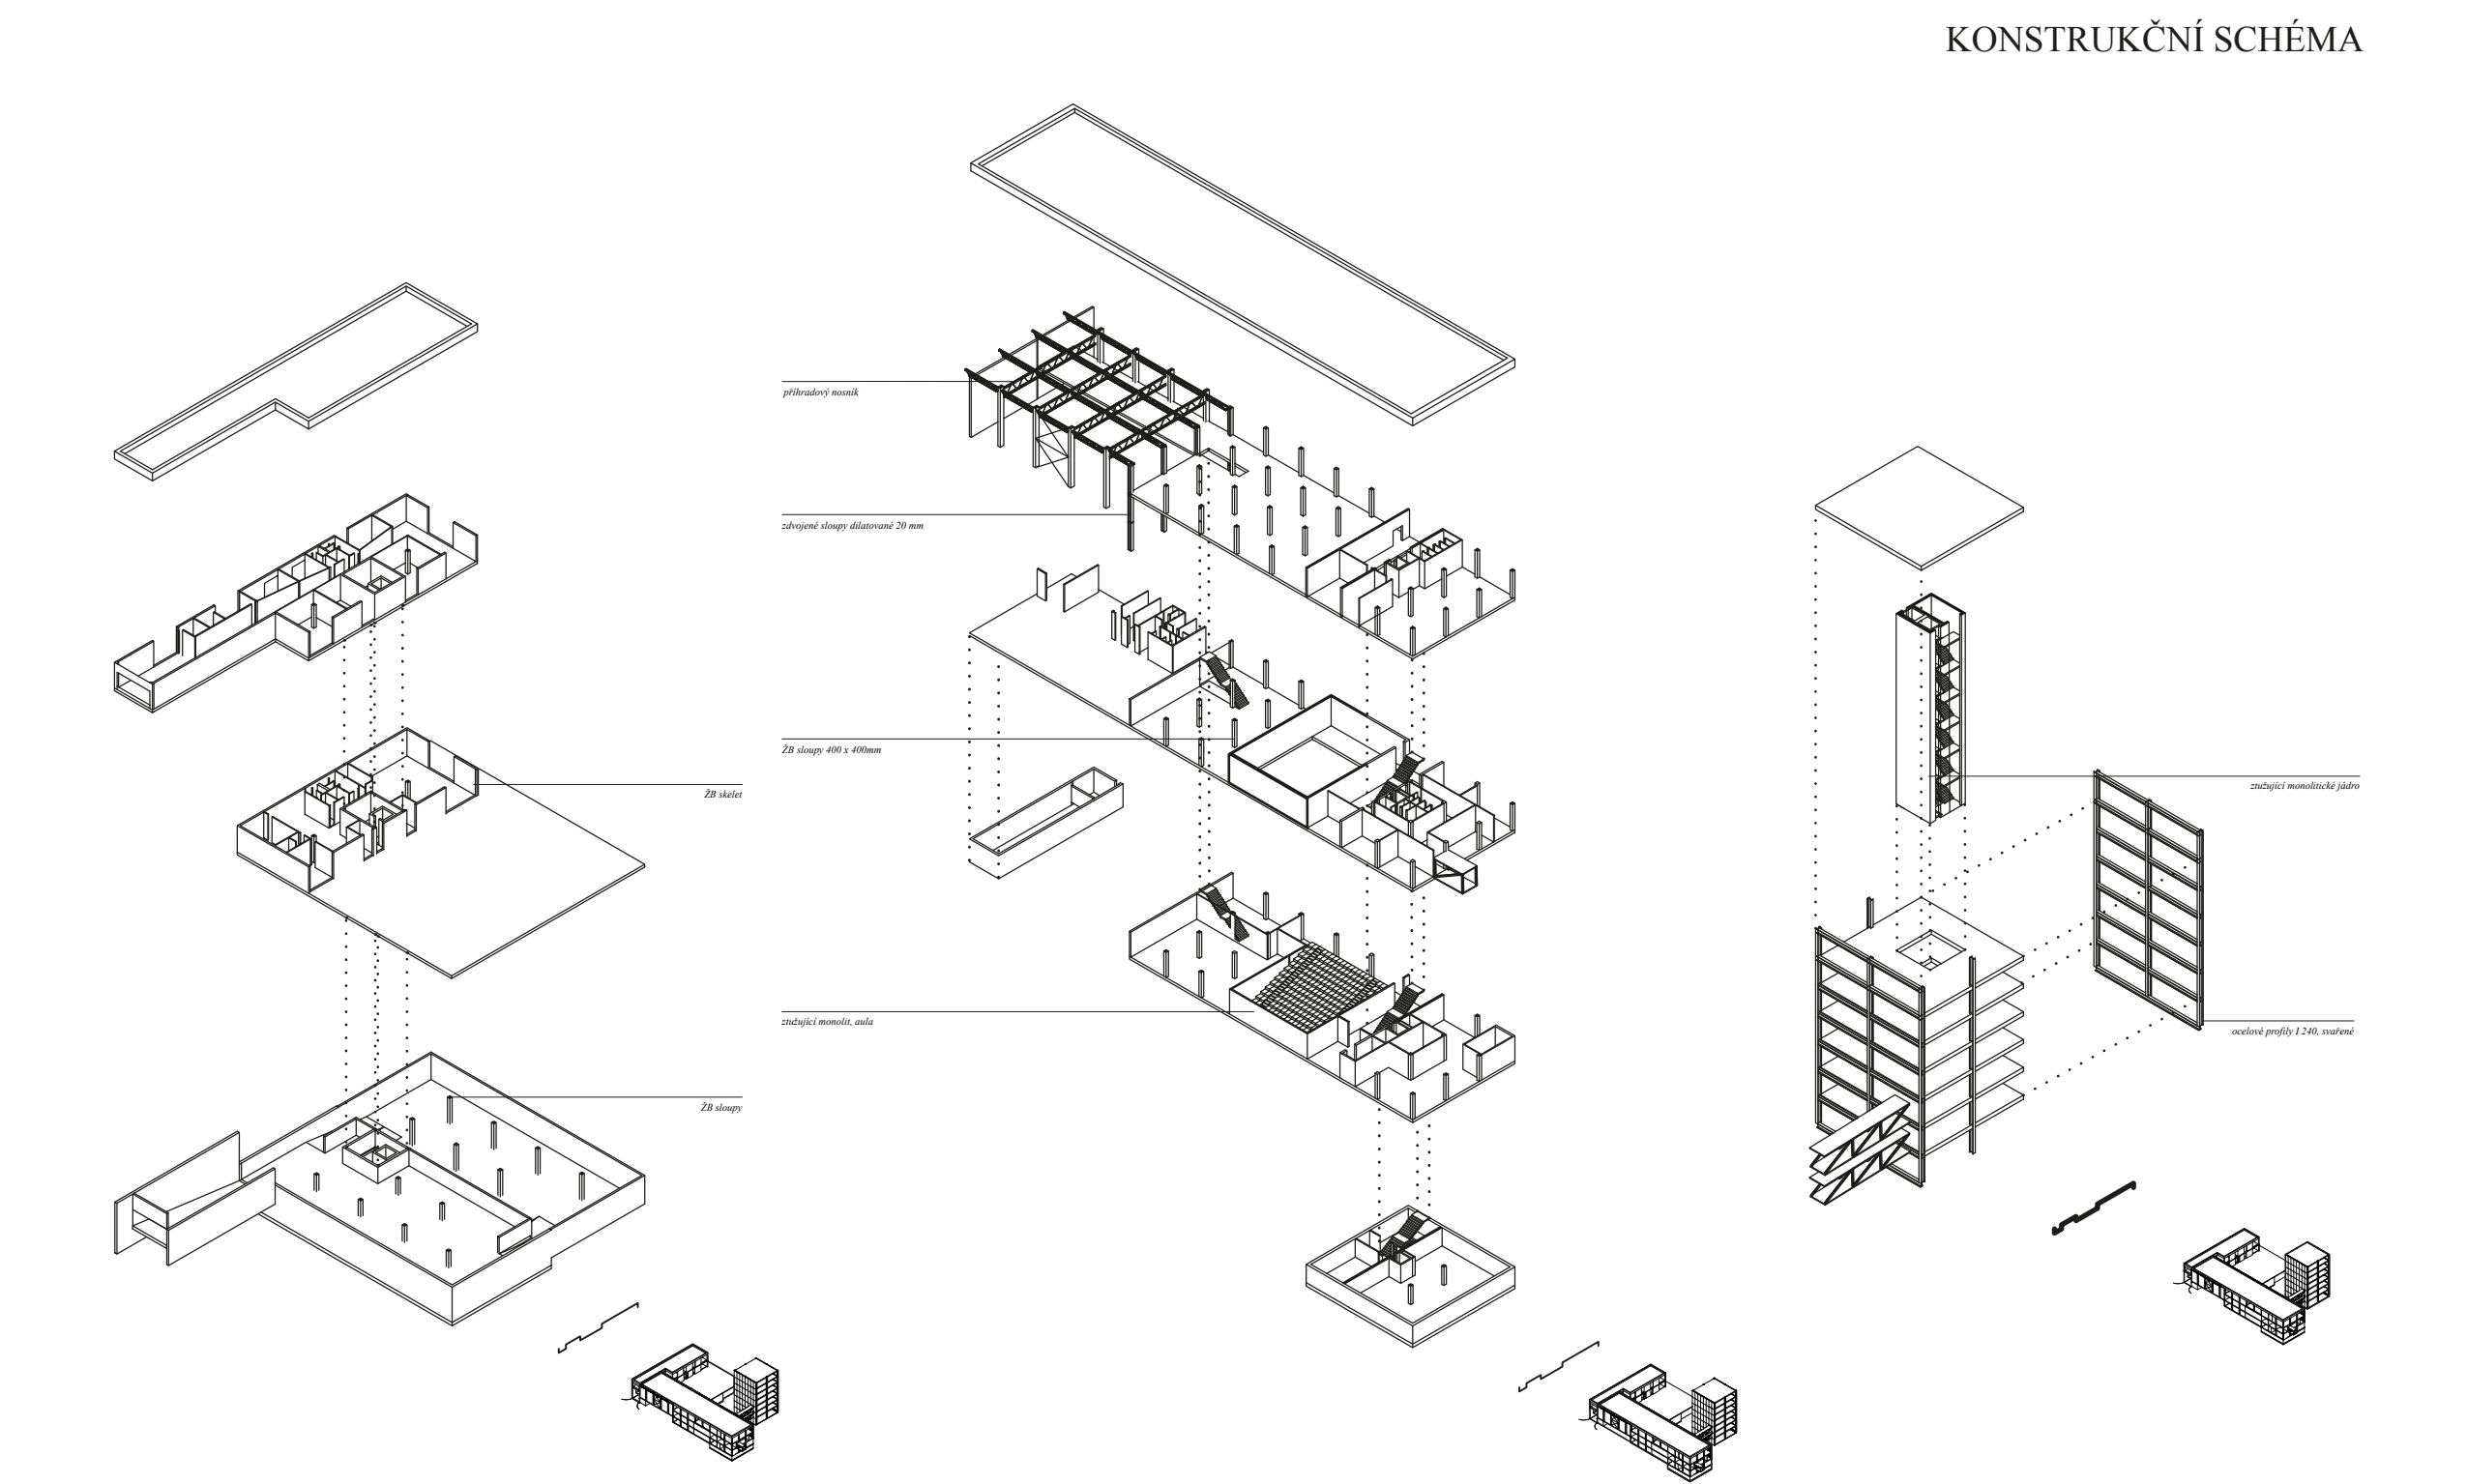 KONSTRUKČNÍ SCHÉMA
příhradový nosník
zdvojené sloupy dilatované 20 mm
ŽB sloupy 400 x 400mm
ŽB skelet
ztužující monolitické jádro
ztužující monolit, aula
ocelové profily I 240, svařené
ŽB sloupy